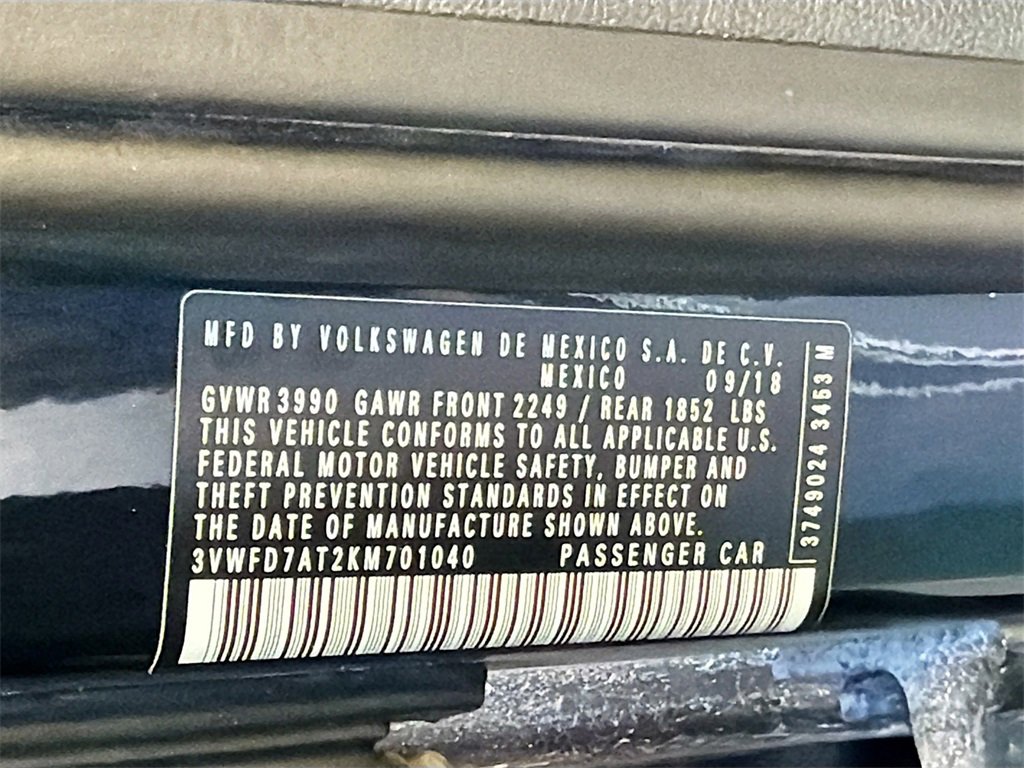 MFD BY VOLKSWAGEN DE MEXICO S.A. DE C.V.
MEXICO 09/18
GVWR 3990 GAWR FRONT 2249 / REAR 1852 LBS
THIS VEHICLE CONFORMS TO ALL APPLICABLE U.S.
FEDERAL MOTOR VEHICLE SAFETY, BUMPER AND
THEFT PREVENTION STANDARDS IN EFFECT ON
THE DATE OF MANUFACTURE SHOWN ABOVE.
3VWFD7AT2KM701040 PASSENGER CAR
3749024 3453 M